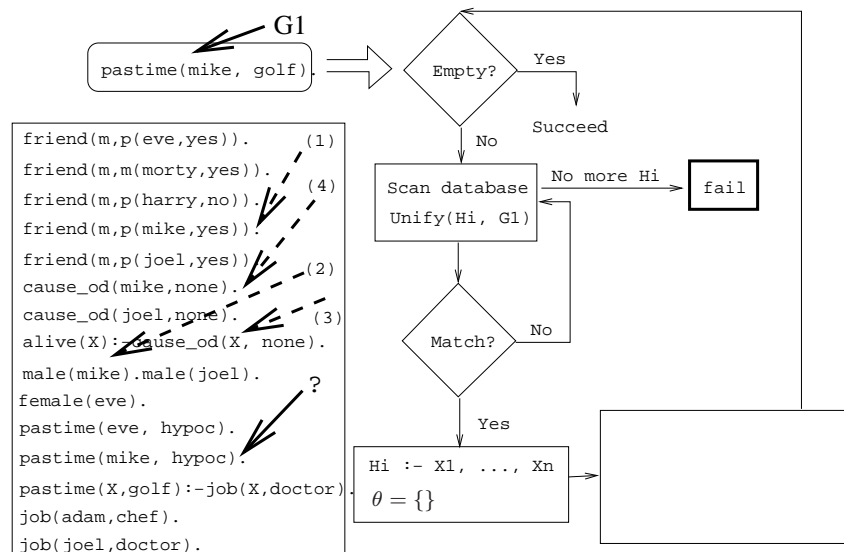 G1
pastime(mike, golf).
Empty?
Yes
Succeed
No
friend(m,p(eve,yes)). (1)
friend(m,m(morty,yes)).
friend(m,p(harry,no)). (4)
friend(m,p(mike,yes)).
friend(m,p(joel,yes)).
cause_od(mike,none). (2)
cause_od(joel,none).
(3)
alive(X):-cause_od(X, none).
male(mike).male(joel).
female(eve).
?
pastime(eve, hypoc).
pastime(mike, hypoc).
pastime(X,golf):-job(X,doctor).
job(adam,chef).
job(joel,doctor).
Scan database
Unify(Hi, G1)
No more Hi
fail
Match?
No
Yes
Hi :- X1, ..., Xn
θ = {}